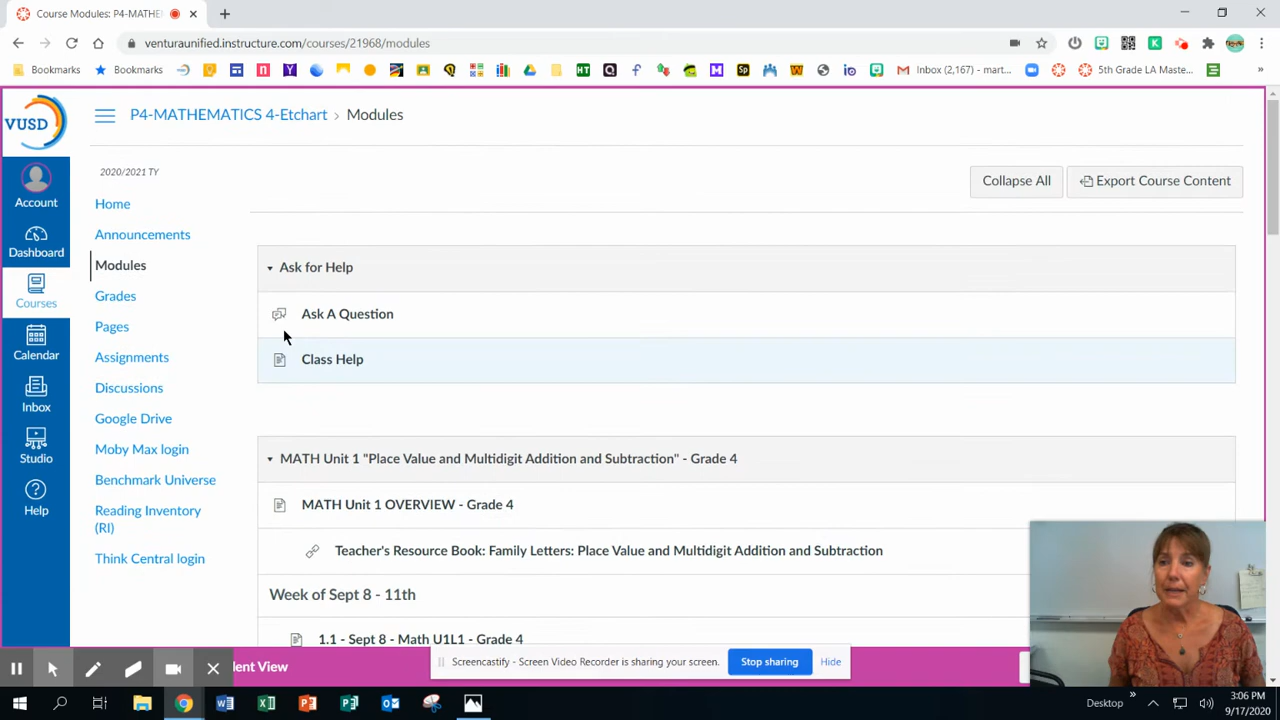 Course Modules: P4-MATHE
venturaunified.instructure.com/courses/21968/modules
Bookmarks
Bookmarks
Inbox (2,167) - mart...
5th Grade LA Maste...
VUSD
P4-MATHEMATICS 4-Etchart > Modules
2020/2021 TY
Collapse All
Export Course Content
Account
Dashboard
Courses
Calendar
Inbox
Studio
Help
Home
Announcements
Modules
Grades
Pages
Assignments
Discussions
Google Drive
Moby Max login
Benchmark Universe
Reading Inventory
(RI)
Think Central login
Ask for Help
Ask A Question
Class Help
MATH Unit 1 "Place Value and Multidigit Addition and Subtraction" - Grade 4
MATH Unit 1 OVERVIEW - Grade 4
Teacher's Resource Book: Family Letters: Place Value and Multidigit Addition and Subtraction
Week of Sept 8 - 11th
1.1 - Sept 8 - Math U1L1 - Grade 4
dent View
Screencastify - Screen Video Recorder is sharing your screen.
Stop sharing
Hide
Desktop
3:06 PM
9/17/2020